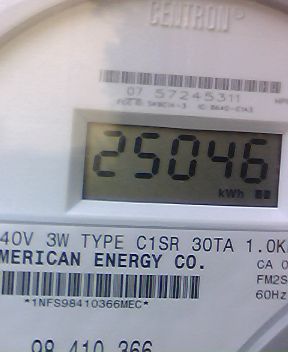 CENTRON®
07 57245311
25046
kWh
40V 3W TYPE C1SR 30TA 1.0K
MERICAN ENERGY CO.
CA 0
FM2S
60Hz
*1NFS98410366MEC*
98 410 366